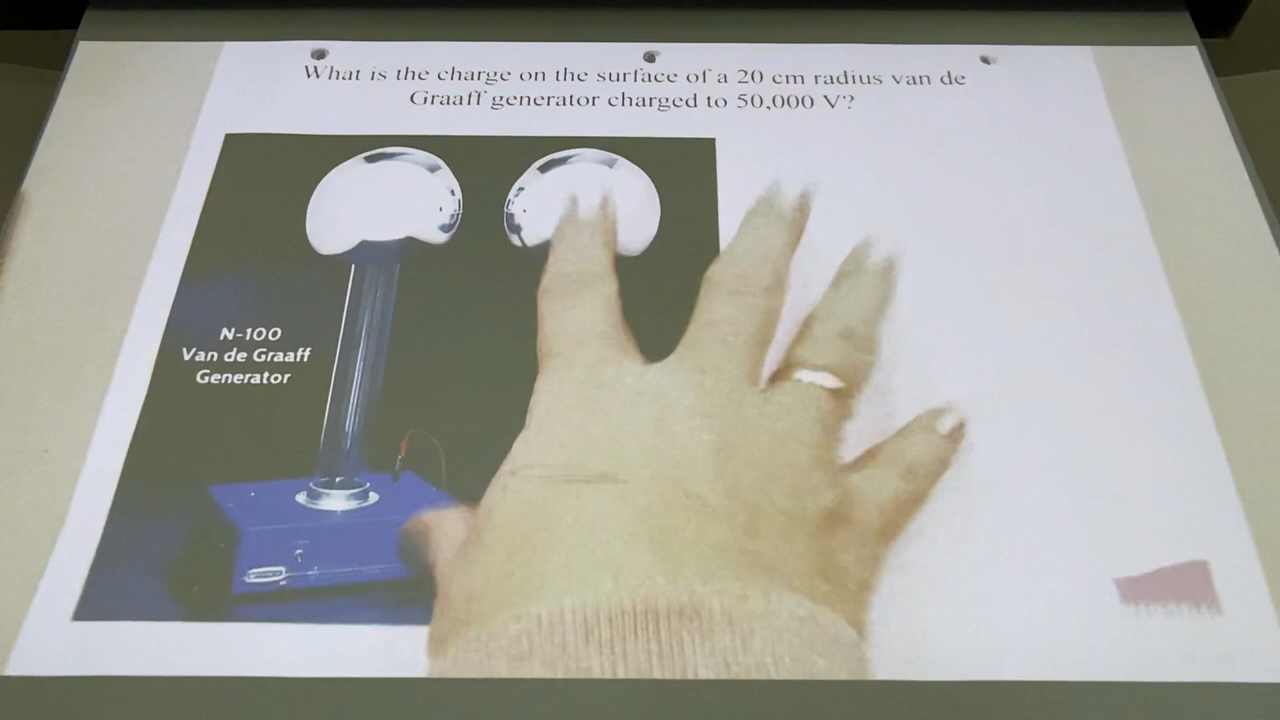 What is the charge on the surface of a 20 cm radius van de
Graaff generator charged to 50,000 V?
N-100
Van de Graaff
Generator